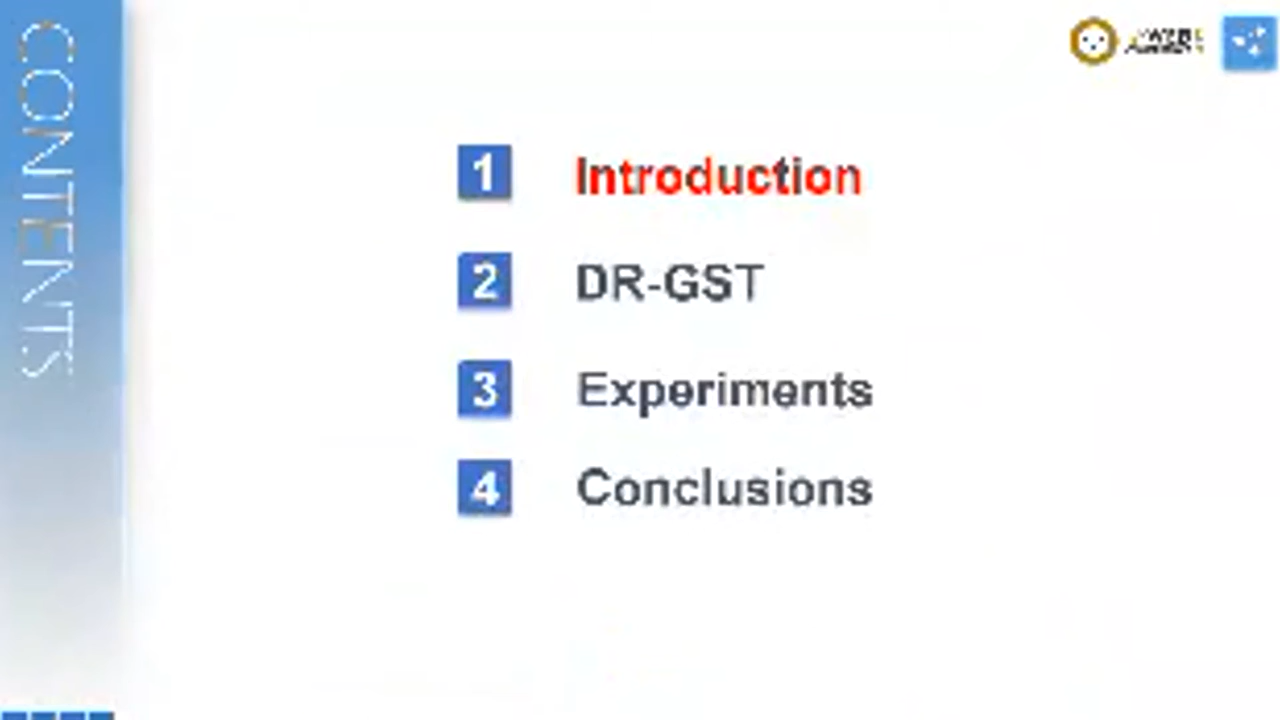 CONTENTS
1 Introduction
2 DR-GST
3 Experiments
4 Conclusions